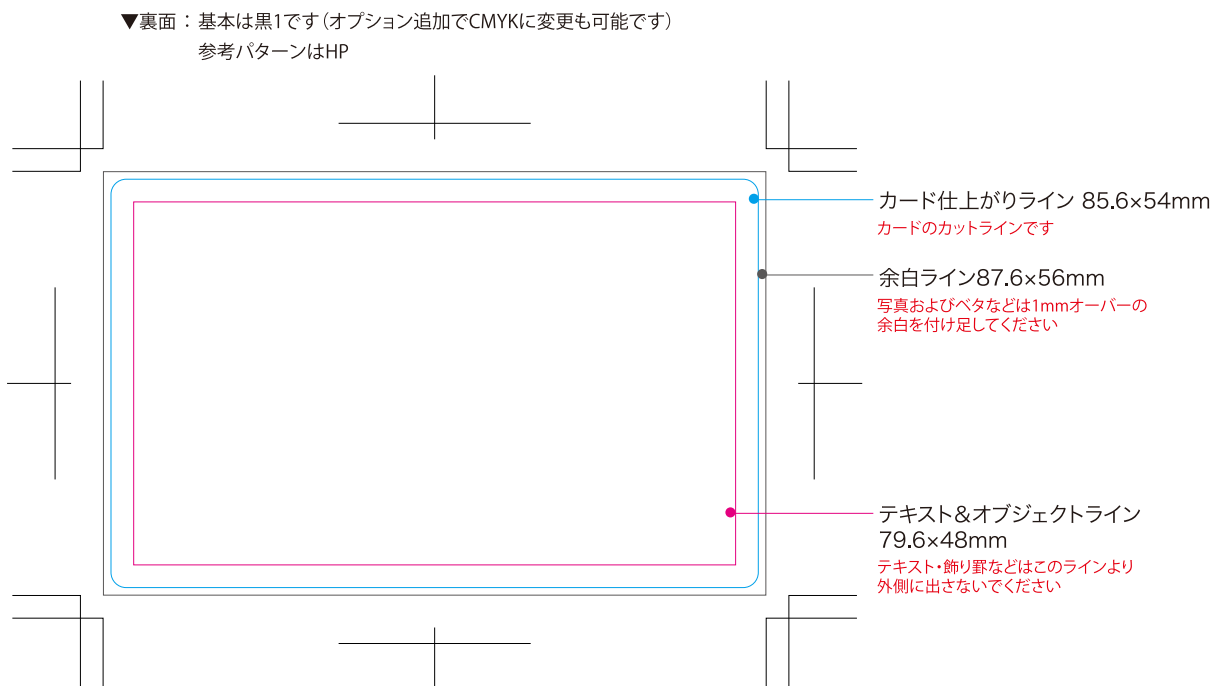 ▼裏面：基本は黒1です（オプション追加でCMYKに変更も可能です）
参考パターンはHP
カード仕上がりライン 85.6×54mm
カードのカットラインです
余白ライン87.6×56mm
写真およびベタなどは1mmオーバーの
余白を付け足してください
テキスト＆オブジェクトライン
79.6×48mm
テキスト・飾り罫などはこのラインより
外側に出さないでください